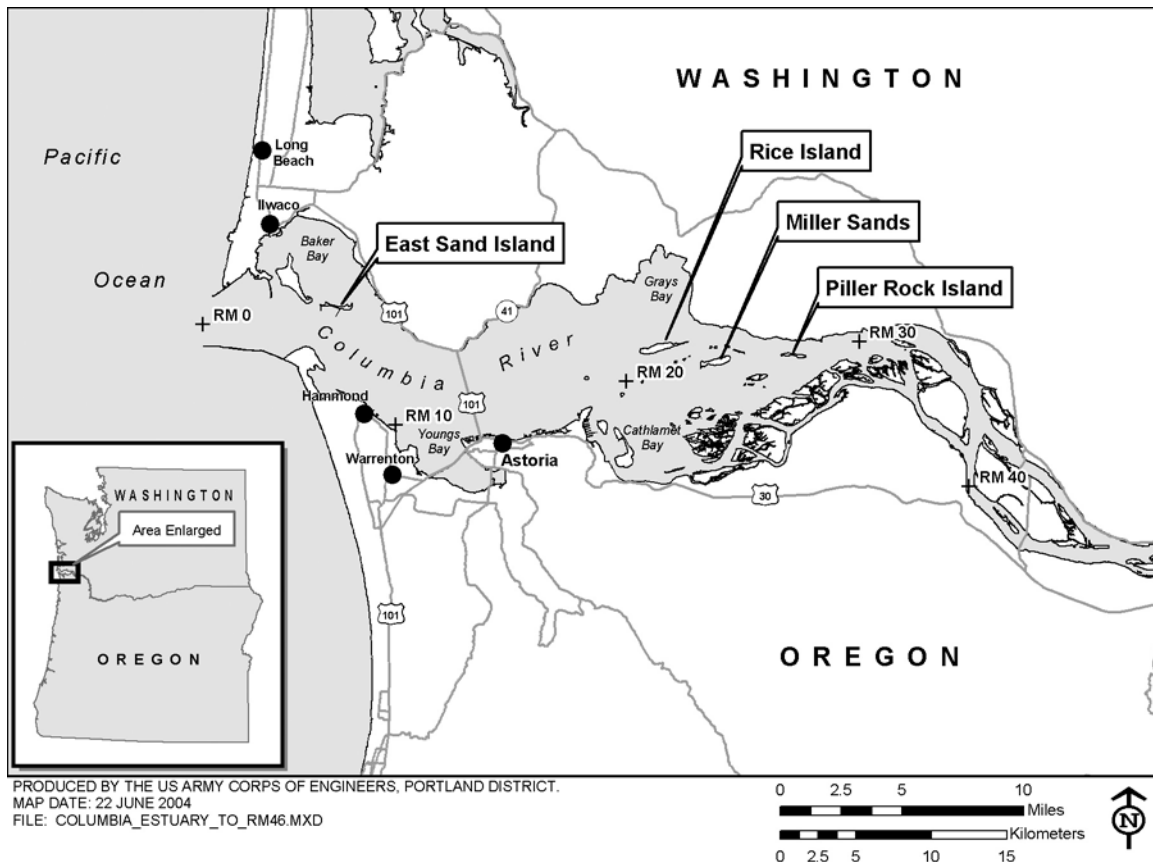 WASHINGTON
Pacific
Ocean
Long
Beach
Ilwaco
Baker
Bay
East Sand Island
Rice Island
Miller Sands
Piller Rock Island
Grays
Bay
RM 0
101
41
Columbia
River
RM 30
RM 20
Hammond
RM 10
101
Youngs
Bay
Cathlamet
Bay
Warrenton
Astoria
30
RM 40
101
OREGON
WASHINGTON
Area Enlarged
OREGON
PRODUCED BY THE US ARMY CORPS OF ENGINEERS, PORTLAND DISTRICT.
MAP DATE: 22 JUNE 2004
FILE: COLUMBIA_ESTUARY_TO_RM46.MXD
0 2.5 5 10
Miles
Kilometers
0 2.5 5 10 15
N